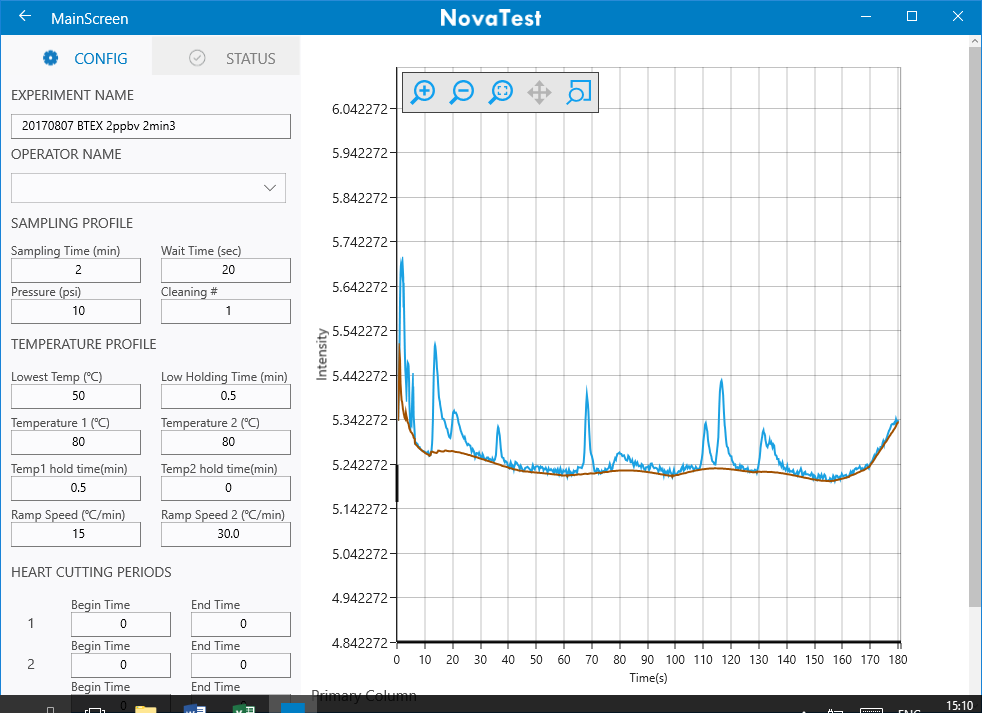 MainScreen
NovaTest
CONFIG
STATUS
EXPERIMENT NAME
20170807 BTEX 2ppbv 2min3
OPERATOR NAME
SAMPLING PROFILE
Sampling Time (min) Wait Time (sec)
2 20
Pressure (psi) Cleaning #
10 1
TEMPERATURE PROFILE
Lowest Temp (℃) Low Holding Time (min)
50 0.5
Temperature 1 (℃) Temperature 2 (℃)
80 80
Temp1 hold time(min) Temp2 hold time(min)
0.5 0
Ramp Speed (℃/min) Ramp Speed 2 (℃/min)
15 30.0
HEART CUTTING PERIODS
Begin Time End Time
1 0 0
Begin Time End Time
2 0 0
Begin Time End Time
0
6.042272
5.942272
5.842272
5.742272
5.642272
5.542272
5.442272
5.342272
5.242272
5.142272
5.042272
4.942272
4.842272
Intensity
0 10 20 30 40 50 60 70 80 90 100 110 120 130 140 150 160 170 180
Time(s)
Primary Column
ENG
15:10